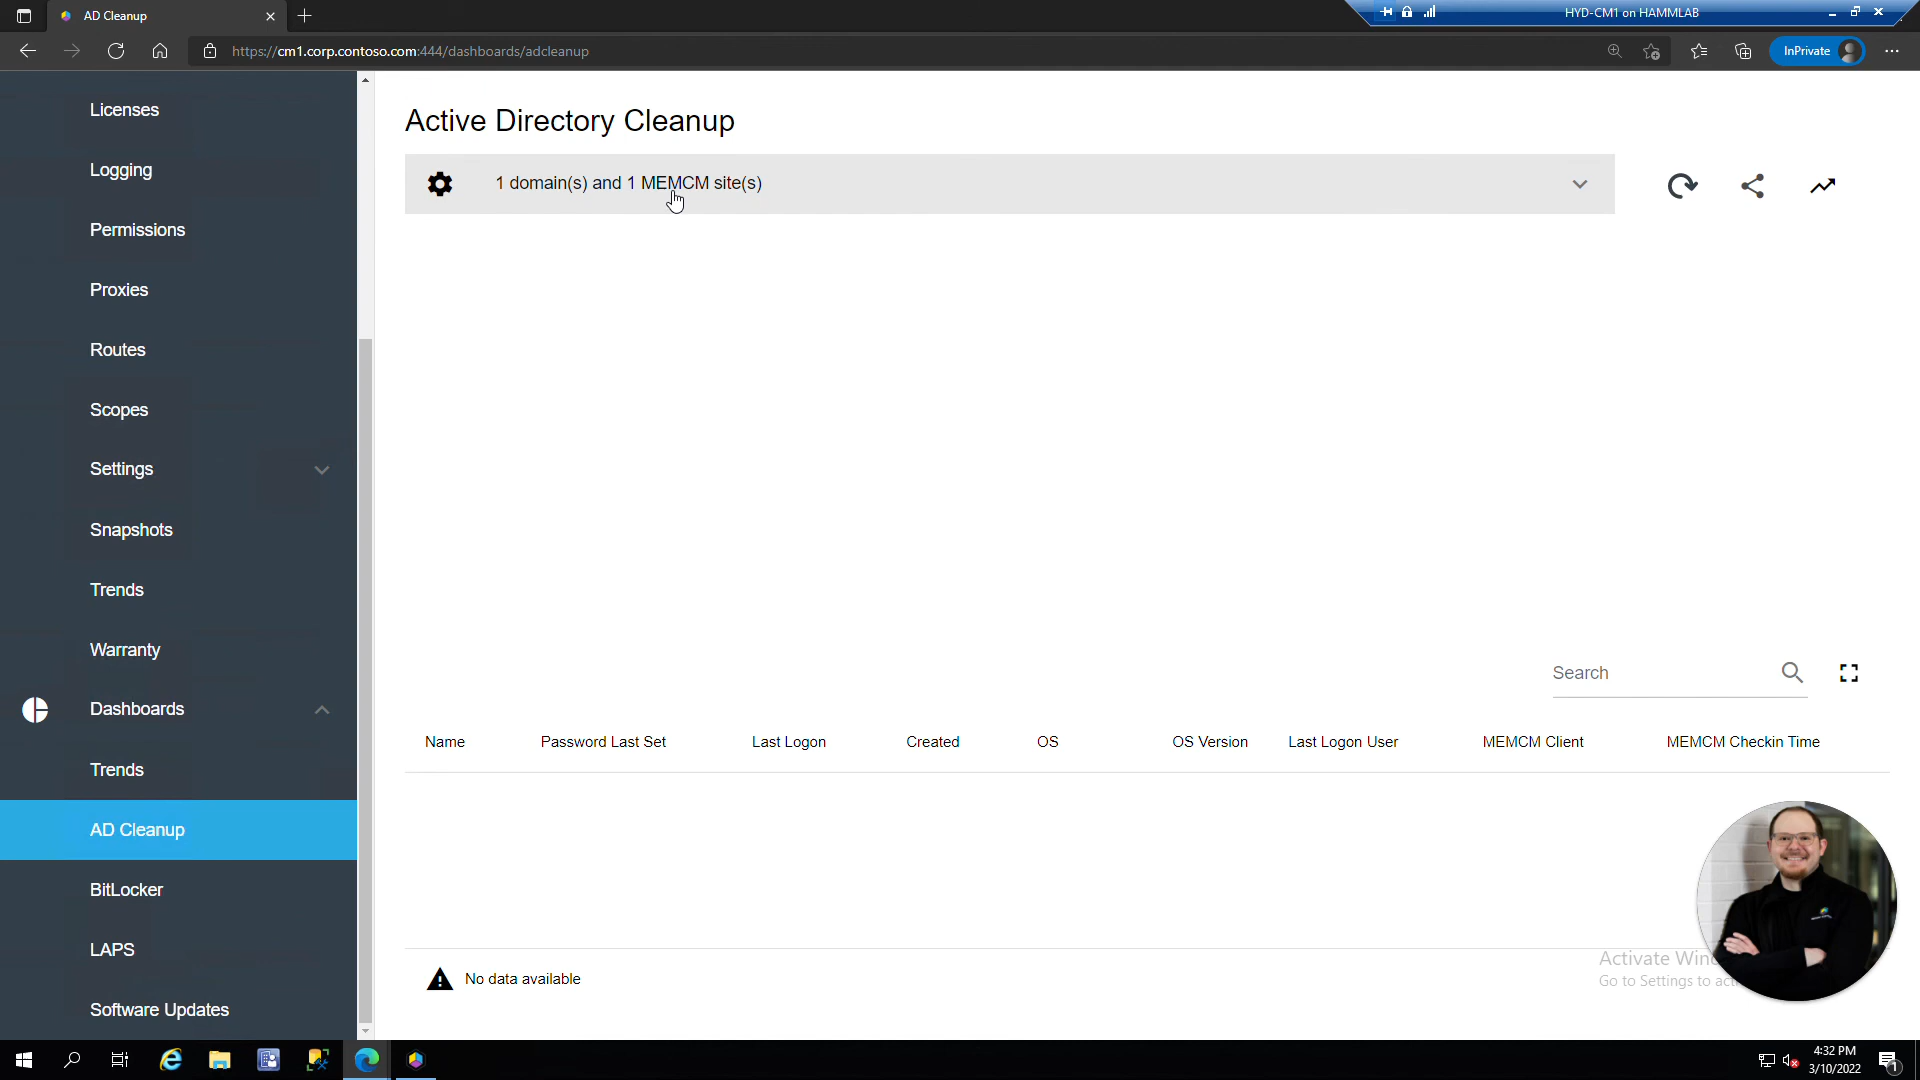 AD Cleanup
HYD-CM1 on HAMMLAB
https://cm1.corp.contoso.com:444/dashboards/adcleanup
InPrivate
Licenses
Logging
Permissions
Proxies
Routes
Scopes
Settings
Snapshots
Trends
Warranty
Dashboards
Trends
AD Cleanup
BitLocker
LAPS
Software Updates
Active Directory Cleanup
1 domain(s) and 1 MEMCM site(s)
Search
Name Password Last Set Last Logon Created OS OS Version Last Logon User MEMCM Client MEMCM Checkin Time
No data available
Activate
Go to Settings to
4:32 PM
3/10/2022
1